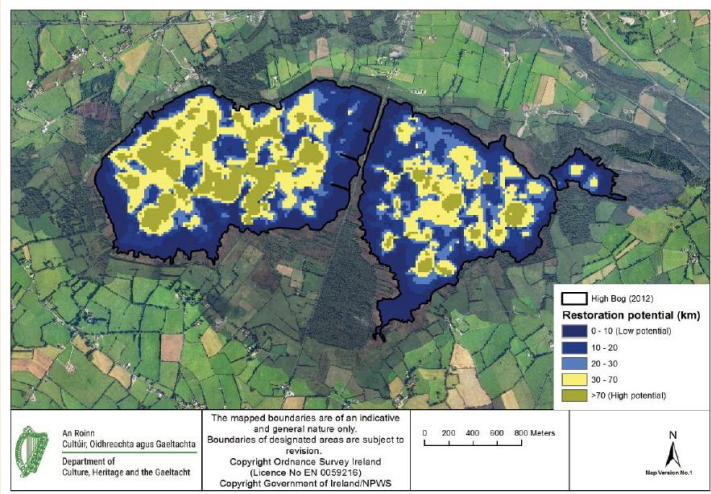 High Bog (2012)
Restoration potential (km)
0 - 10 (Low potential)
10 - 20
20 - 30
30 - 70
>70 (High potential)
An Roinn
Cultúir, Oidhreachta agus Gaeltachta
Department of
Culture, Heritage and the Gaeltacht
The mapped boundaries are of an indicative
and general nature only.
Boundaries of designated areas are subject to
revision.
Copyright Ordnance Survey Ireland
(Licence No EN 0059216)
Copyright Government of Ireland/NPWS
0 200 400 600 800 Meters
N
Map Version No.1